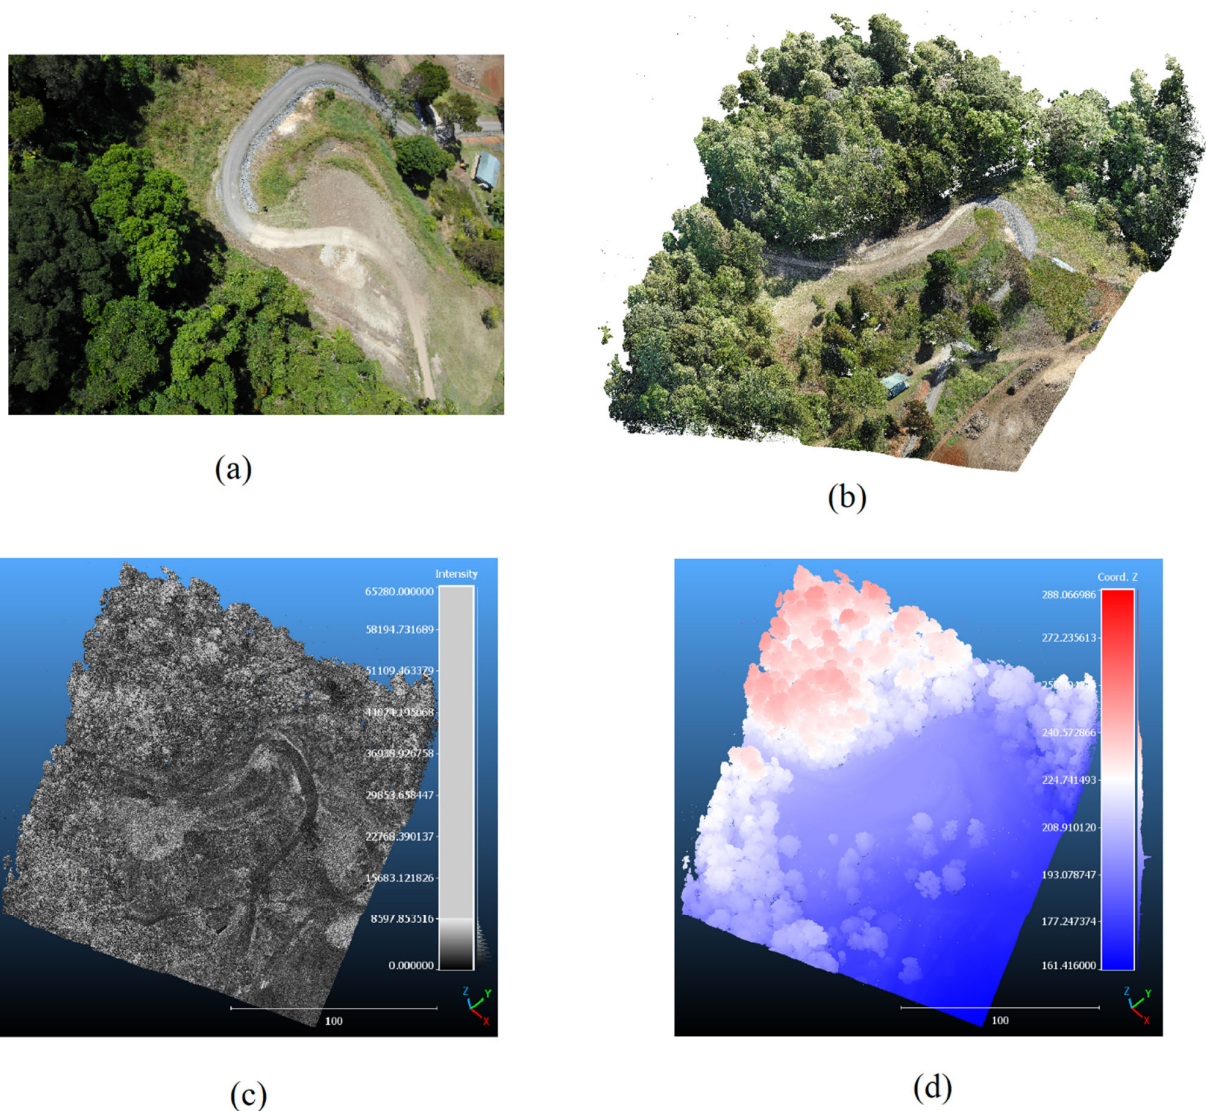 (a)
(b)
Intensity
65280.000000
58194.731689
51109.463379
44024.195068
36938.926758
29853.658447
22768.390137
15683.121826
8597.853516
0.000000
Z
Y
X
100
(c)
Coord. Z
288.066986
272.235613
240.572866
224.741493
208.910120
193.078747
177.247374
161.416000
Z
Y
X
100
(d)